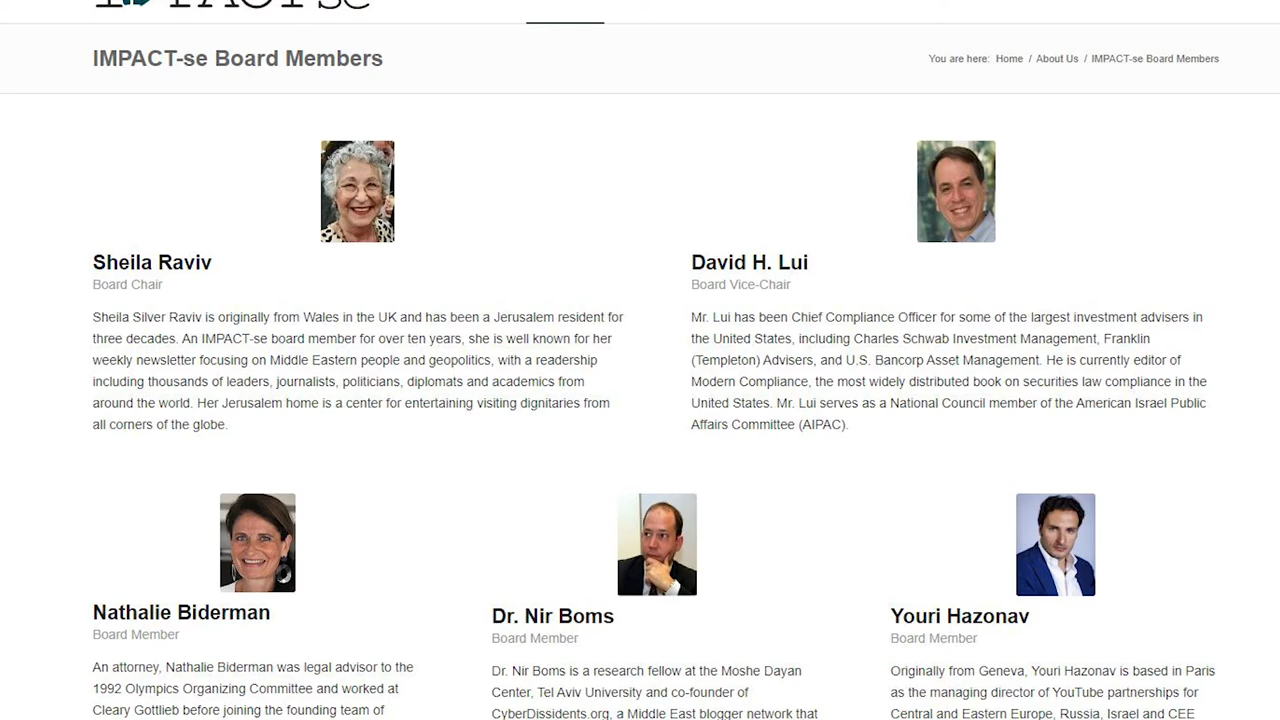 IMPACT-se Board Members
You are here: Home / About Us / IMPACT-se Board Members
Sheila Raviv
Board Chair
Sheila Silver Raviv is originally from Wales in the UK and has been a Jerusalem resident for
three decades. An IMPACT-se board member for over ten years, she is well known for her
weekly newsletter focusing on Middle Eastern people and geopolitics, with a readership
including thousands of leaders, journalists, politicians, diplomats and academics from
around the world. Her Jerusalem home is a center for entertaining visiting dignitaries from
all corners of the globe.
David H. Lui
Board Vice-Chair
Mr. Lui has been Chief Compliance Officer for some of the largest investment advisers in
the United States, including Charles Schwab Investment Management, Franklin
(Templeton) Advisers, and U.S. Bancorp Asset Management. He is currently editor of
Modern Compliance, the most widely distributed book on securities law compliance in the
United States. Mr. Lui serves as a National Council member of the American Israel Public
Affairs Committee (AIPAC).
Nathalie Biderman
Board Member
An attorney, Nathalie Biderman was legal advisor to the
1992 Olympics Organizing Committee and worked at
Cleary Gottlieb before joining the founding team of
Dr. Nir Boms
Board Member
Dr. Nir Boms is a research fellow at the Moshe Dayan
Center, Tel Aviv University and co-founder of
CyberDissidents.org, a Middle East blogger network that
Youri Hazonav
Board Member
Originally from Geneva, Youri Hazonav is based in Paris
as the managing director of YouTube partnerships for
Central and Eastern Europe, Russia, Israel and CEE